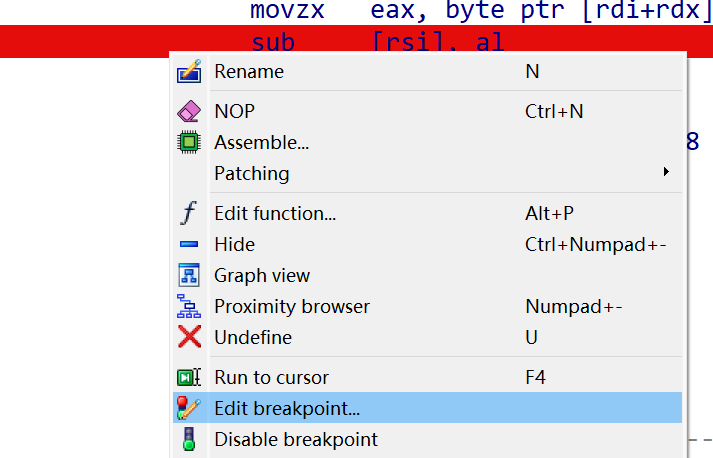 movzx eax, byte ptr [rdi+rdx]
sub [rsi], al
Rename N
NOP Ctrl+N
Assemble...
8
Patching
Edit function... Alt+P
Hide Ctrl+Numpad+-
Graph view
Proximity browser Numpad+-
Undefine U
Run to cursor F4
Edit breakpoint...
Disable breakpoint